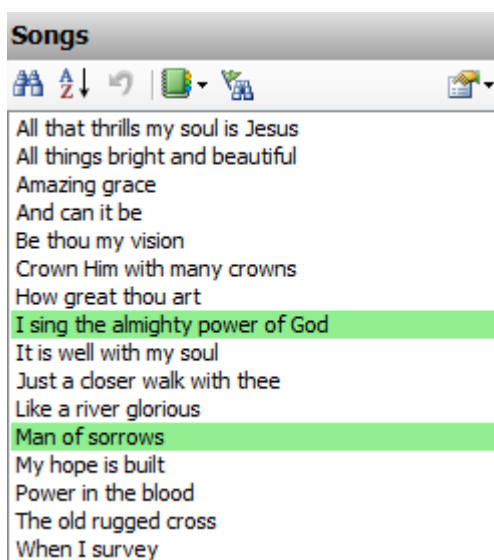 Songs
A
Z
All that thrills my soul is Jesus
All things bright and beautiful
Amazing grace
And can it be
Be thou my vision
Crown Him with many crowns
How great thou art
I sing the almighty power of God
It is well with my soul
Just a closer walk with thee
Like a river glorious
Man of sorrows
My hope is built
Power in the blood
The old rugged cross
When I survey